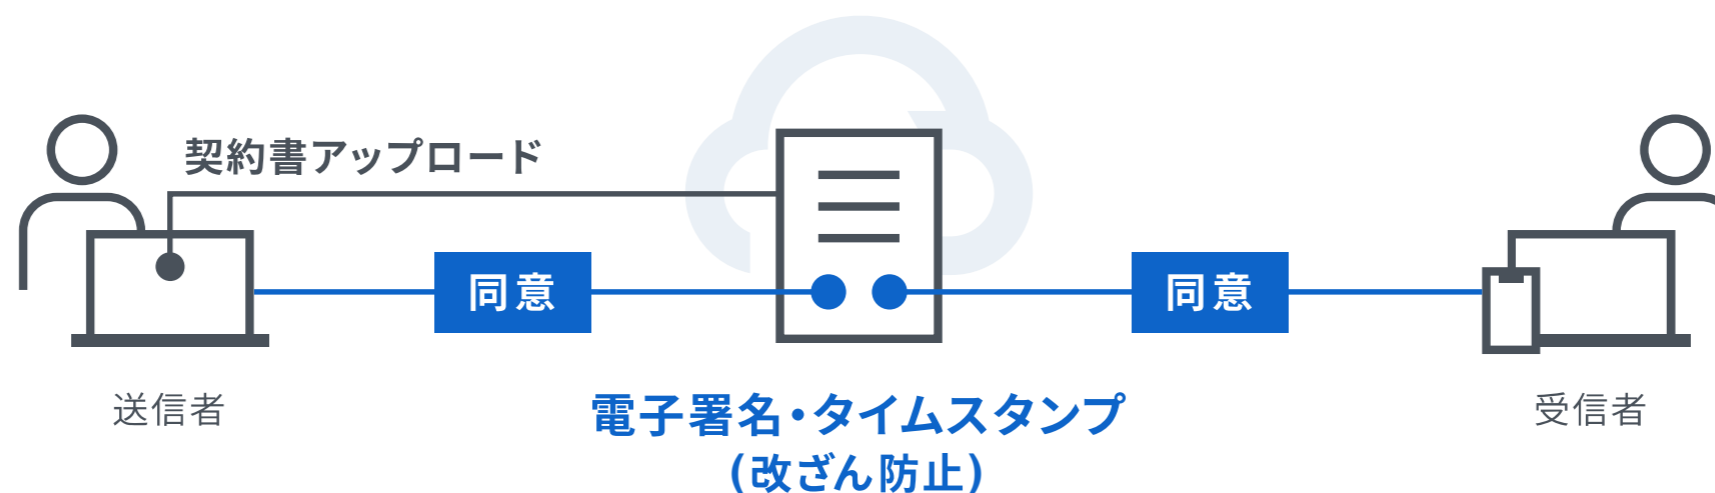 契約書アップロード
同意
同意
送信者
電子署名・タイムスタンプ
(改ざん防止)
受信者